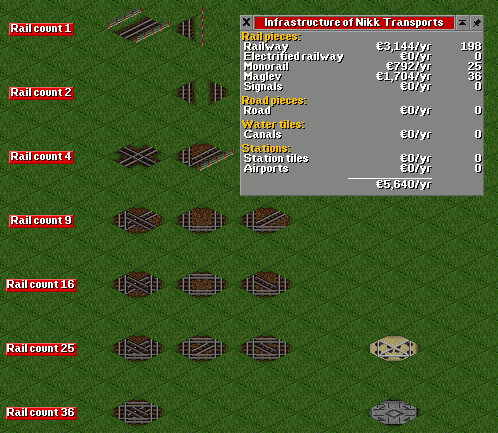 Rail count 1
Rail count 2
Rail count 4
Rail count 9
Rail count 16
Rail count 25
Rail count 36
Infrastructure of Nikk Transports
Rail pieces:
Railway €3,144/yr 198
Electrified railway €0/yr 0
Monorail €792/yr 25
Maglev €1,704/yr 36
Signals €0/yr 0
Road pieces:
Road €0/yr 0
Water tiles:
Canals €0/yr 0
Stations:
Station tiles €0/yr 0
Airports €0/yr 0
€5,640/yr